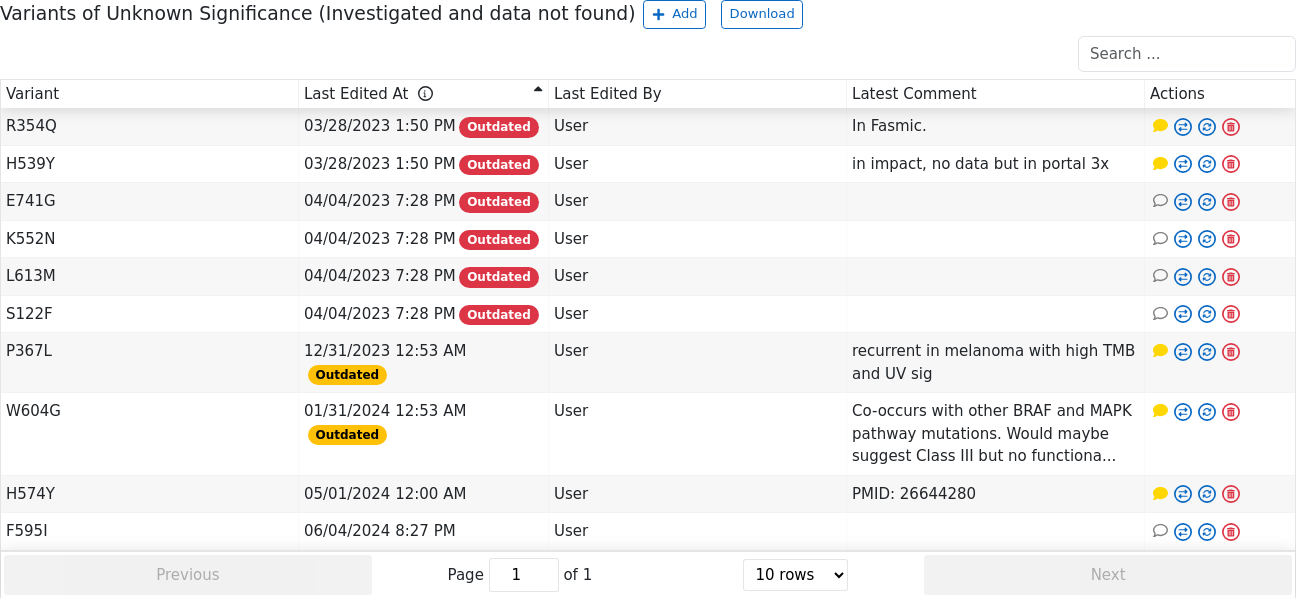 Variants of Unknown Significance (Investigated and data not found) + Add Download
Search ...
Variant Last Edited At Last Edited By Latest Comment Actions
R354Q 03/28/2023 1:50 PM Outdated User In Fasmic.
H539Y 03/28/2023 1:50 PM Outdated User in impact, no data but in portal 3x
E741G 04/04/2023 7:28 PM Outdated User
K552N 04/04/2023 7:28 PM Outdated User
L613M 04/04/2023 7:28 PM Outdated User
S122F 04/04/2023 7:28 PM Outdated User
P367L 12/31/2023 12:53 AM User recurrent in melanoma with high TMB
Outdated and UV sig
W604G 01/31/2024 12:53 AM User Co-occurs with other BRAF and MAPK
Outdated pathway mutations. Would maybe
suggest Class III but no functiona...
H574Y 05/01/2024 12:00 AM User PMID: 26644280
F595I 06/04/2024 8:27 PM User
Previous Page 1 of 1 10 rows Next